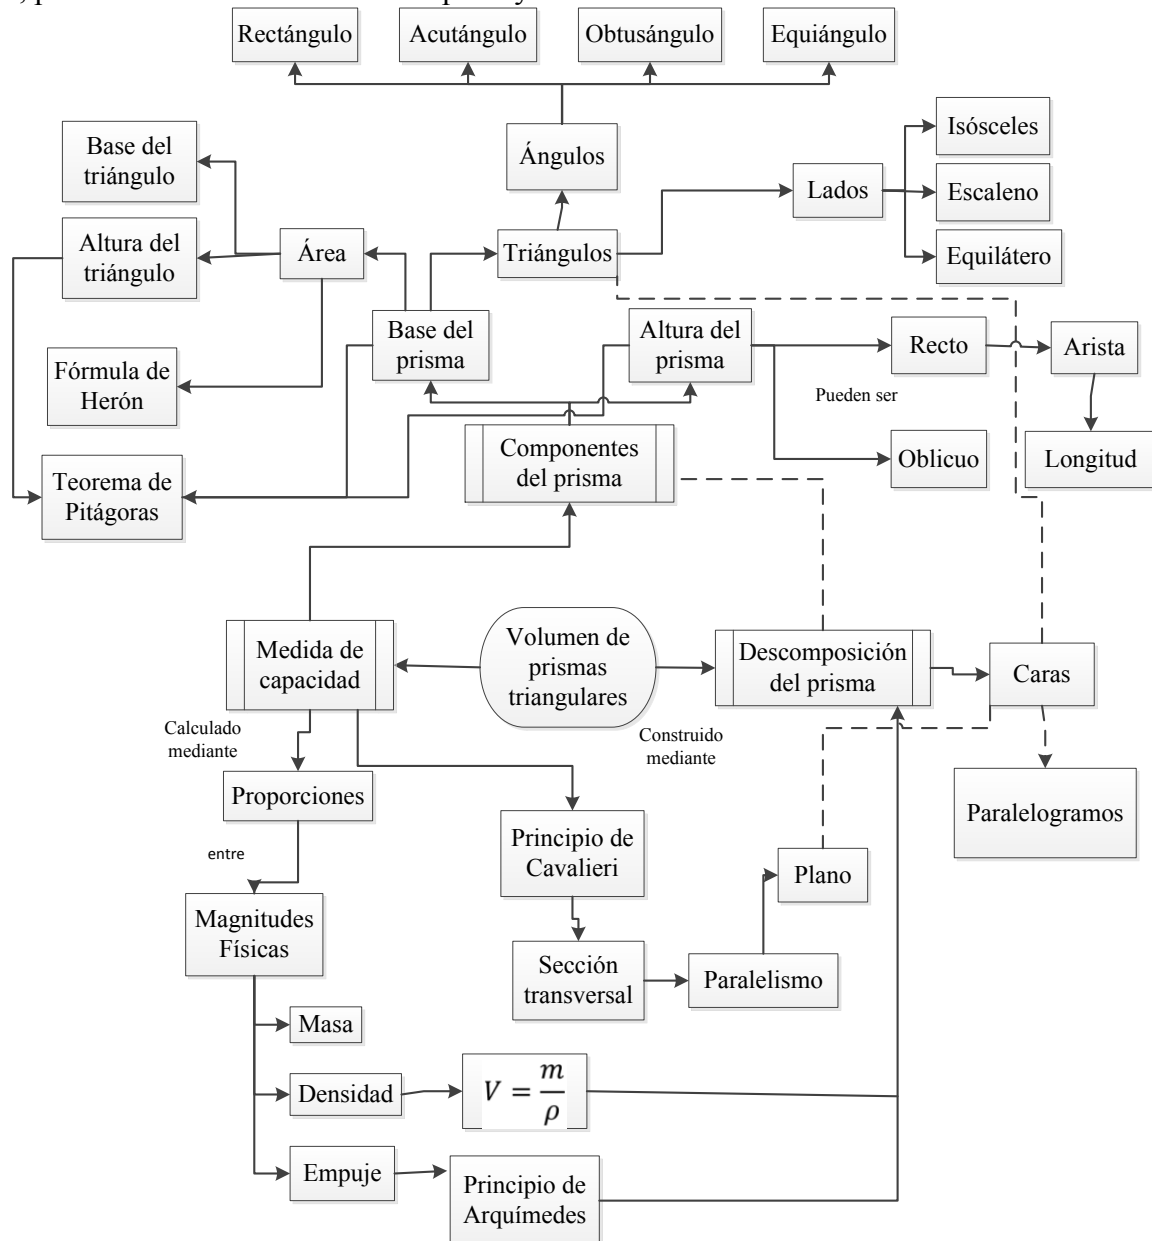 Rectángulo
Acutángulo
Obtusángulo
Equiángulo
Ángulos
Isósceles
Lados
Escaleno
Equilátero
Base del
triángulo
Altura del
triángulo
Área
Triángulos
Base del
prisma
Altura del
prisma
Recto
Arista
Fórmula de
Herón
Pueden ser
Componentes
del prisma
Oblicuo
Longitud
Teorema de
Pitágoras
Medida de
capacidad
Volumen de
prismas
triangulares
Descomposición
del prisma
Caras
Calculado
mediante
Construido
mediante
Proporciones
Paralelogramos
Principio de
Cavalieri
entre
Plano
Magnitudes
Físicas
Sección
transversal
Paralelismo
Masa
Densidad
V = m/ρ
Empuje
Principio de
Arquímedes